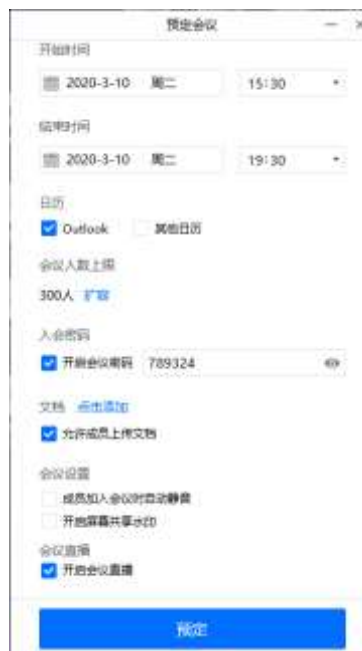 预定会议
开始时间
2020-3-10 周二 15:30
结束时间
2020-3-10 周二 19:30
日历
Outlook 其他日历
会议人数上限
300人 扩容
入会密码
开启会议密码 789324
文档 点击添加
允许成员上传文档
会议设置
成员加入会议时自动静音
开启屏幕共享水印
会议直播
开启会议直播
预定